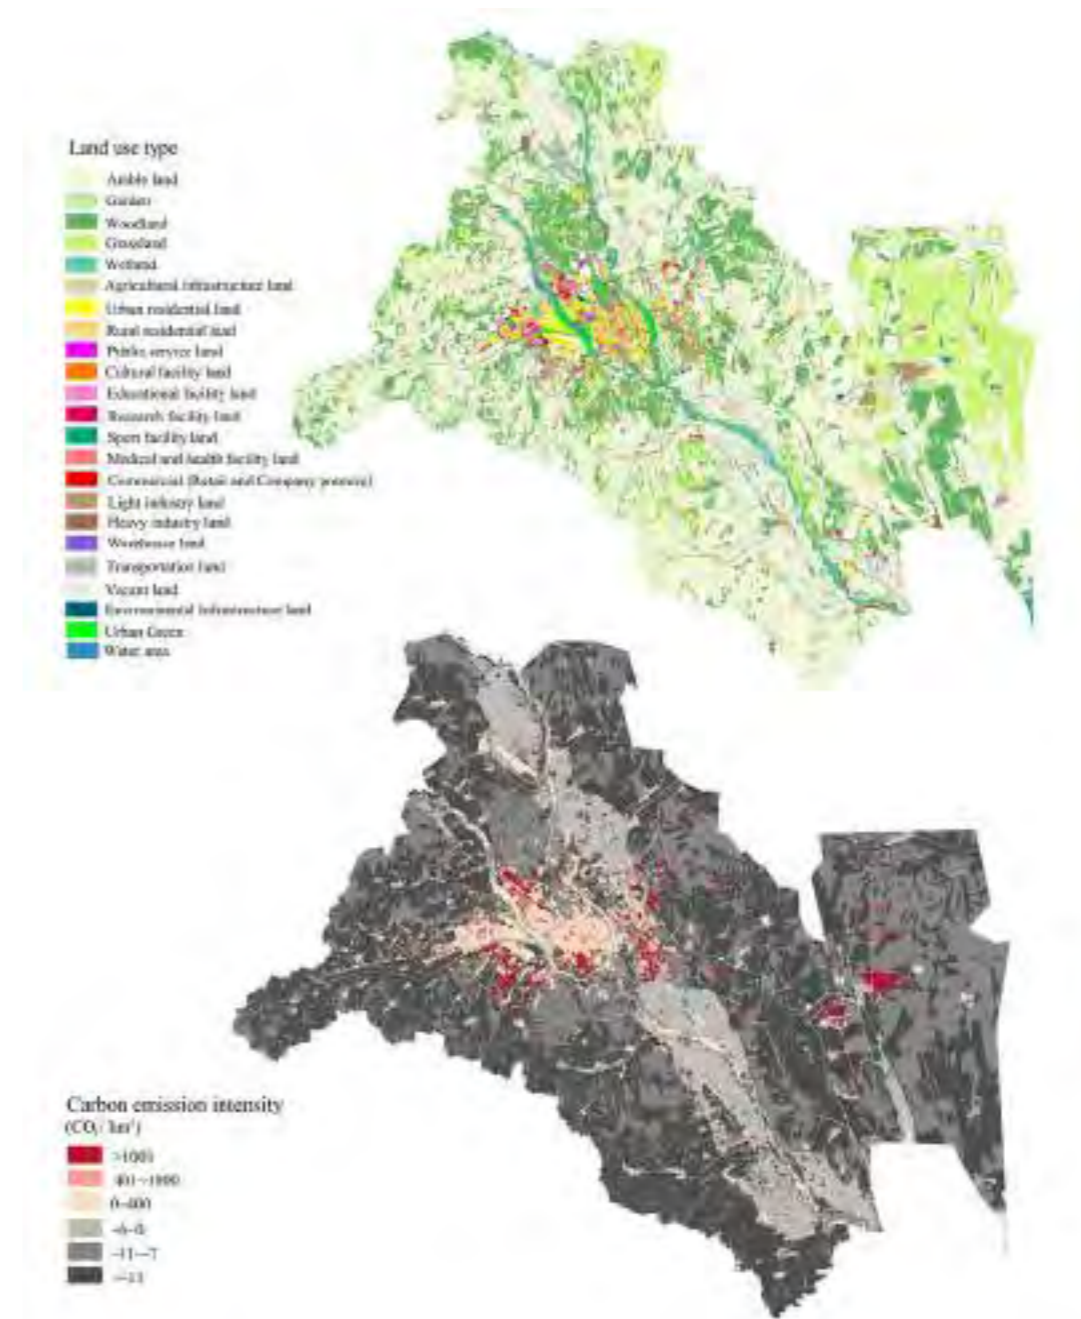 Land use type
Arable land
Garden
Woodland
Grassland
Wetland
Agricultural infrastructure land
Urban residential land
Rural residential land
Public service land
Cultural facility land
Educational facility land
Research facility land
Sport facility land
Medical and health facility land
Commercial (Retail and Company
Light industry land
Heavy industry land
Warehouse land
Transportation land
Vacant land
Environmental Infrastructure land
Urban Green
Water area
Carbon emission intensity
(CO₂/ hm²)
401~1000
0~400